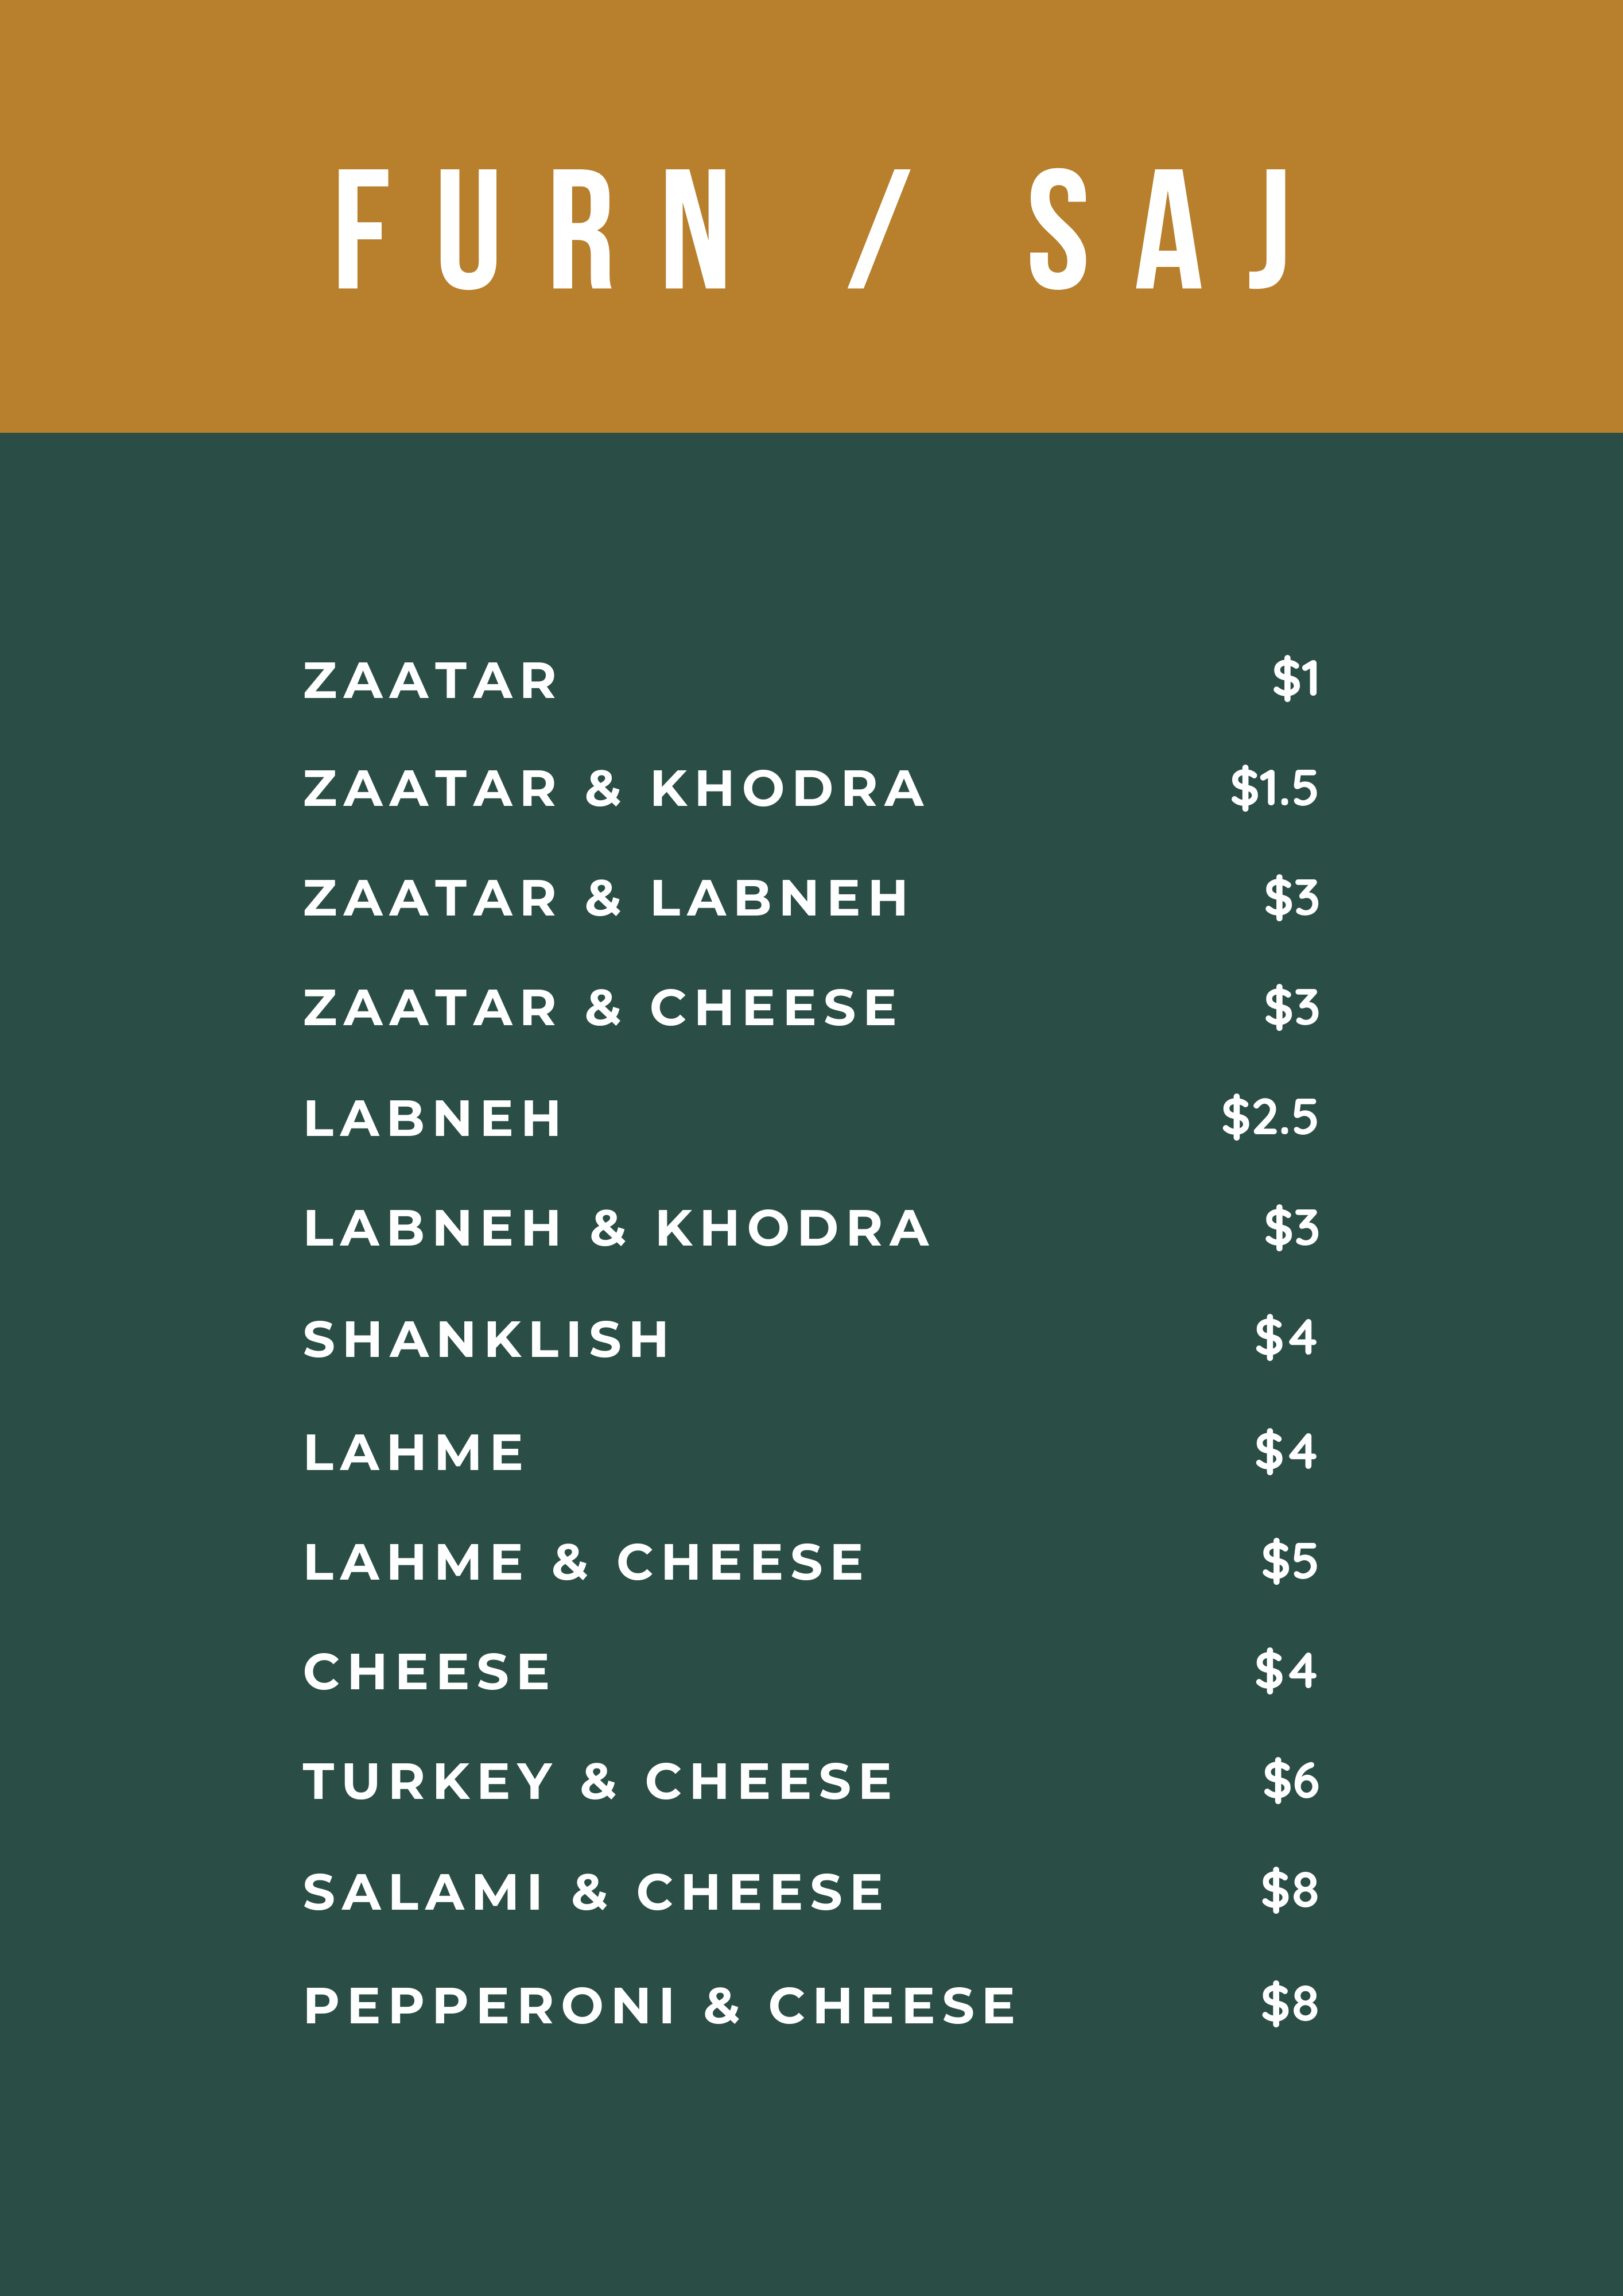 FURN / SAJ
ZAATAR $1
ZAATAR & KHODRA $1.5
ZAATAR & LABNEH $3
ZAATAR & CHEESE $3
LABNEH $2.5
LABNEH & KHODRA $3
SHANKLISH $4
LAHME $4
LAHME & CHEESE $5
CHEESE $4
TURKEY & CHEESE $6
SALAMI & CHEESE $8
PEPPERONI & CHEESE $8